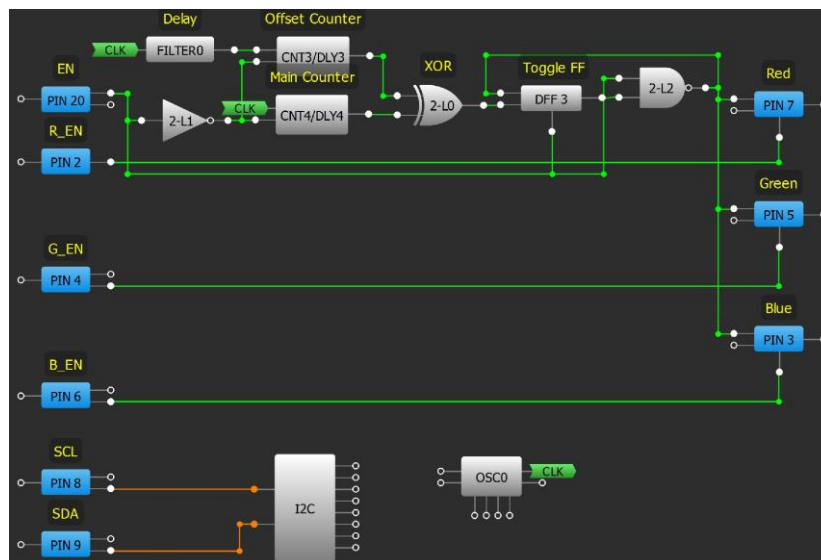 Delay
Offset Counter
CLK
FILTER0
CNT3/DLY3
EN
Main Counter
XOR
Toggle FF
Red
PIN 20
CLK
2-L1
CNT4/DLY4
2-L0
DFF 3
2-L2
PIN 7
R_EN
PIN 2
Green
PIN 5
G_EN
PIN 4
Blue
PIN 3
B_EN
PIN 6
SCL
PIN 8
I2C
OSC0
CLK
SDA
PIN 9